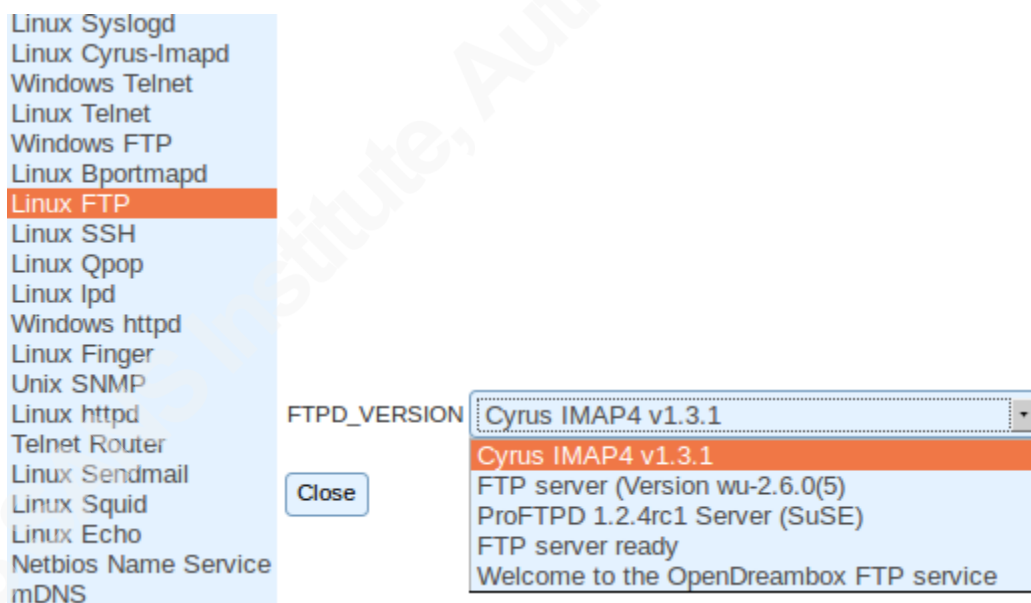 Linux Syslogd
Linux Cyrus-Imapd
Windows Telnet
Linux Telnet
Windows FTP
Linux Bportmapd
Linux FTP
Linux SSH
Linux Qpop
Linux lpd
Windows httpd
Linux Finger
Unix SNMP
Linux httpd
Telnet Router
Linux Sendmail
Linux Squid
Linux Echo
Netbios Name Service
mDNS
FTPD_VERSION
Cyrus IMAP4 v1.3.1
Cyrus IMAP4 v1.3.1
FTP server (Version wu-2.6.0(5)
ProFTPD 1.2.4rc1 Server (SuSE)
FTP server ready
Welcome to the OpenDreambox FTP service
Close
S Institute, Aut